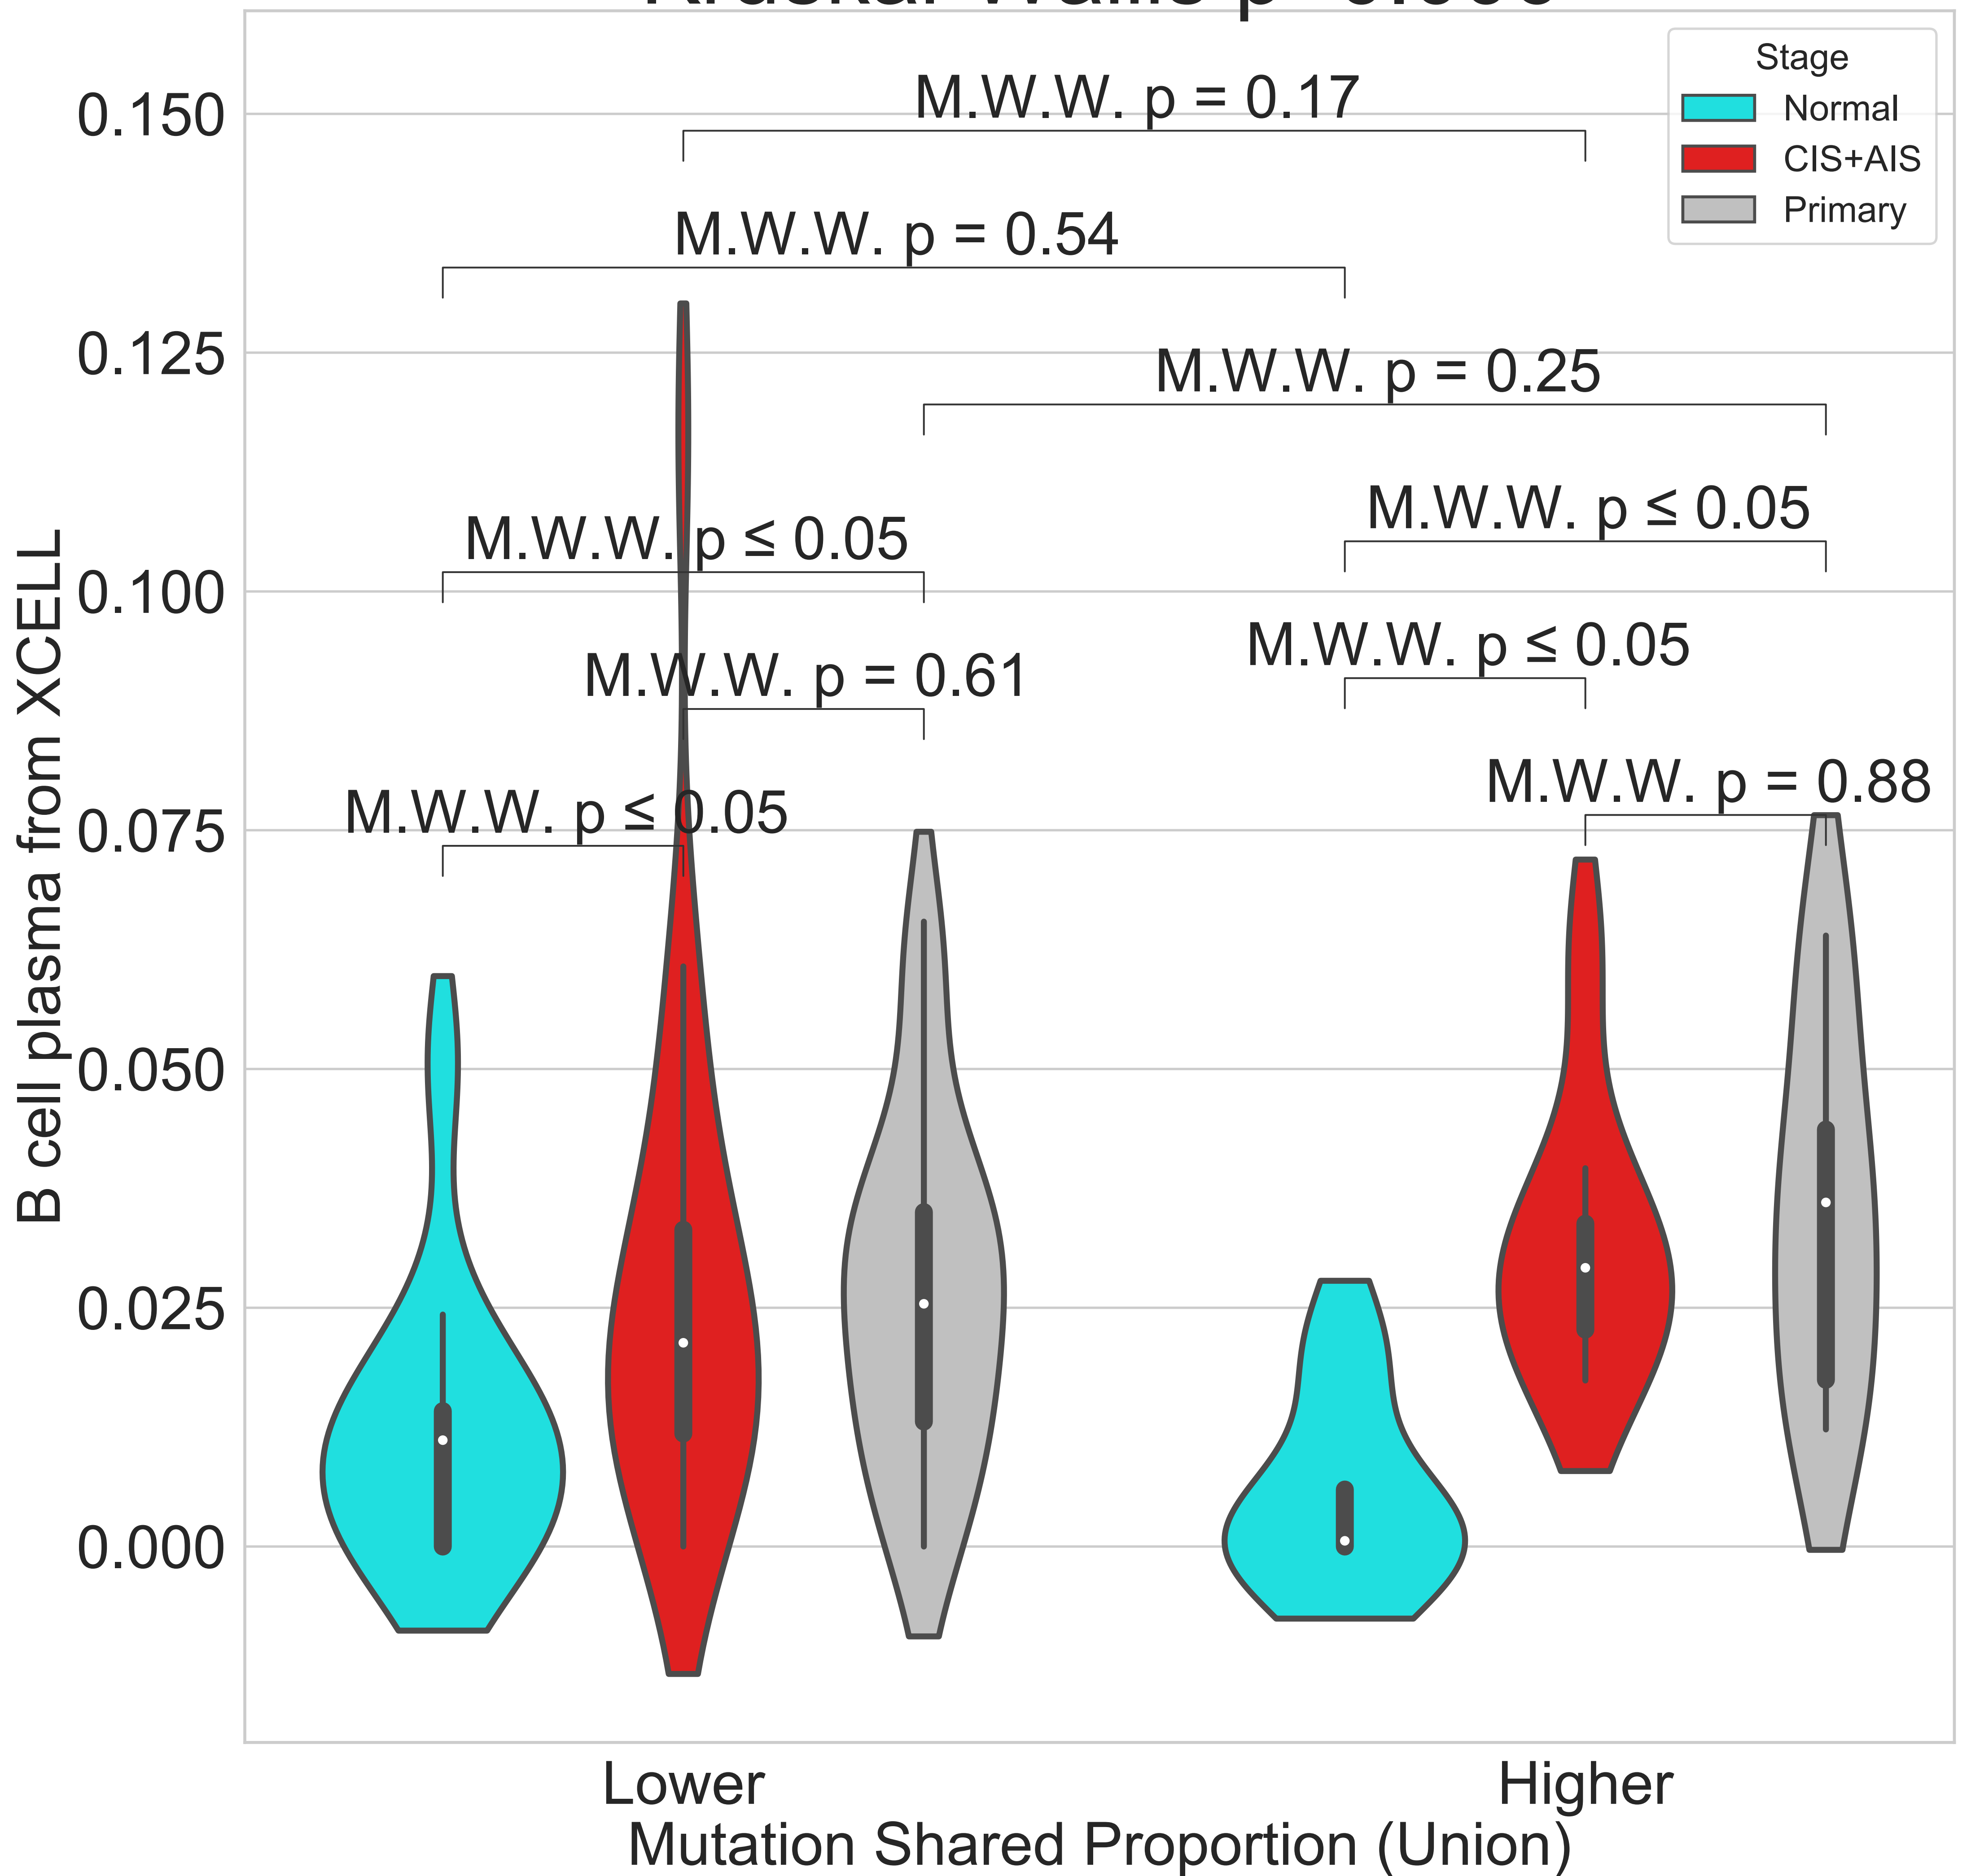 Stage
Normal
CIS+AIS
Primary
M.W.W. p = 0.17
M.W.W. p = 0.54
M.W.W. p = 0.25
M.W.W. p ≤ 0.05
M.W.W. p ≤ 0.05
M.W.W. p ≤ 0.05
M.W.W. p = 0.61
M.W.W. p = 0.88
M.W.W. p ≤ 0.05
0.150
0.125
0.100
0.075
0.050
0.025
0.000
B cell plasma from XCELL
Lower
Higher
Mutation Shared Proportion (Union)